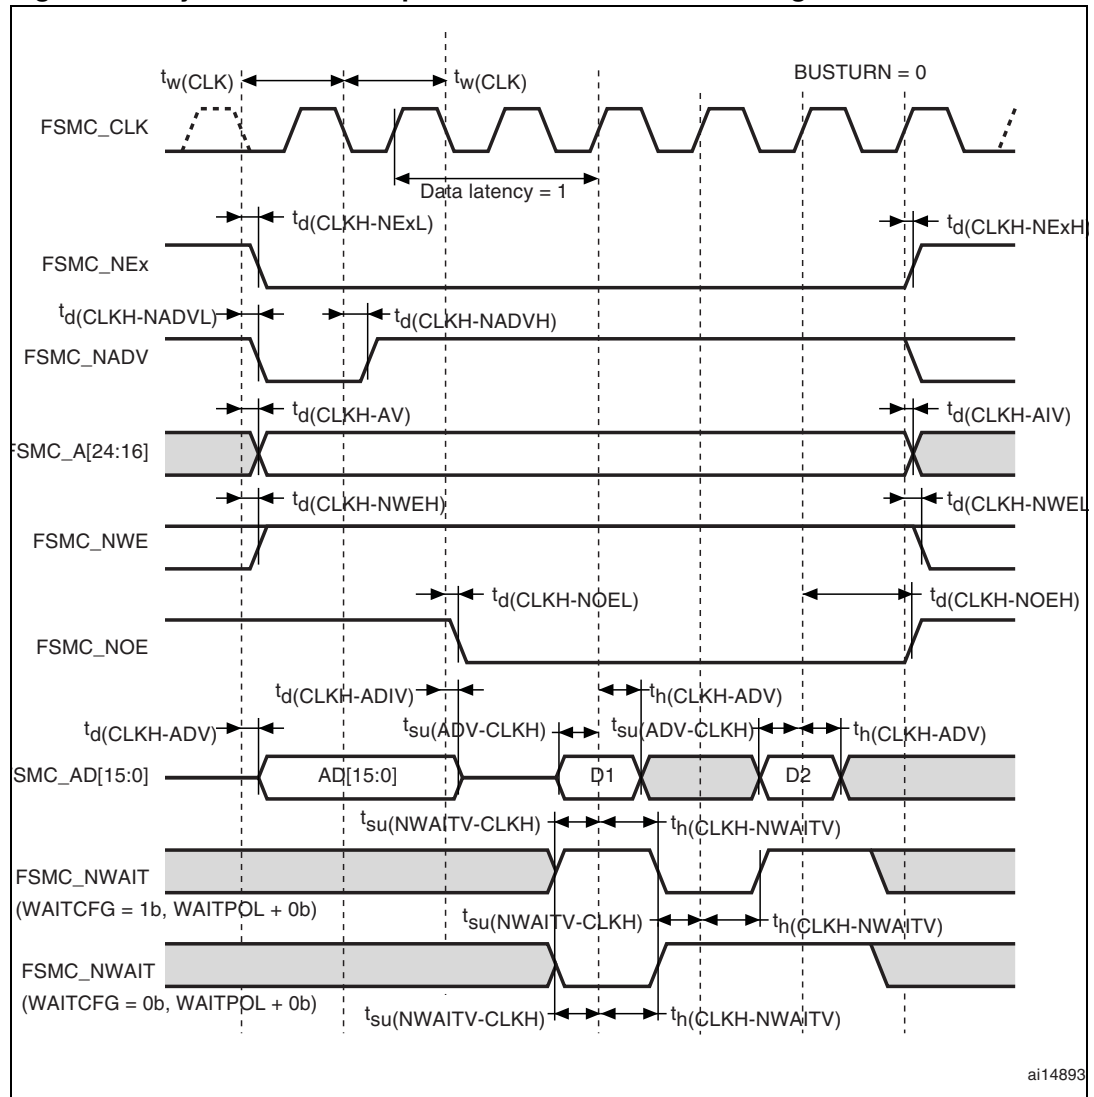 tw(CLK) tw(CLK) BUSTURN = 0
FSMC_CLK
Data latency = 1
td(CLKH-NExL) td(CLKH-NExH
FSMC_NEx
td(CLKH-NADVL) td(CLKH-NADVH)
FSMC_NADV
td(CLKH-AV) td(CLKH-AIV)
FSMC_A[24:16]
td(CLKH-NWEH) td(CLKH-NWEL
FSMC_NWE
td(CLKH-NOEL) td(CLKH-NOEH)
FSMC_NOE
td(CLKH-ADIV) th(CLKH-ADV)
td(CLKH-ADV) tsu(ADV-CLKH) tsu(ADV-CLKH) th(CLKH-ADV)
SMC_AD[15:0] AD[15:0] D1 D2
tsu(NWAITV-CLKH) th(CLKH-NWAITV)
FSMC_NWAIT
(WAITCFG = 1b, WAITPOL + 0b)
tsu(NWAITV-CLKH) th(CLKH-NWAITV)
FSMC_NWAIT
(WAITCFG = 0b, WAITPOL + 0b)
tsu(NWAITV-CLKH) th(CLKH-NWAITV)
ai14893